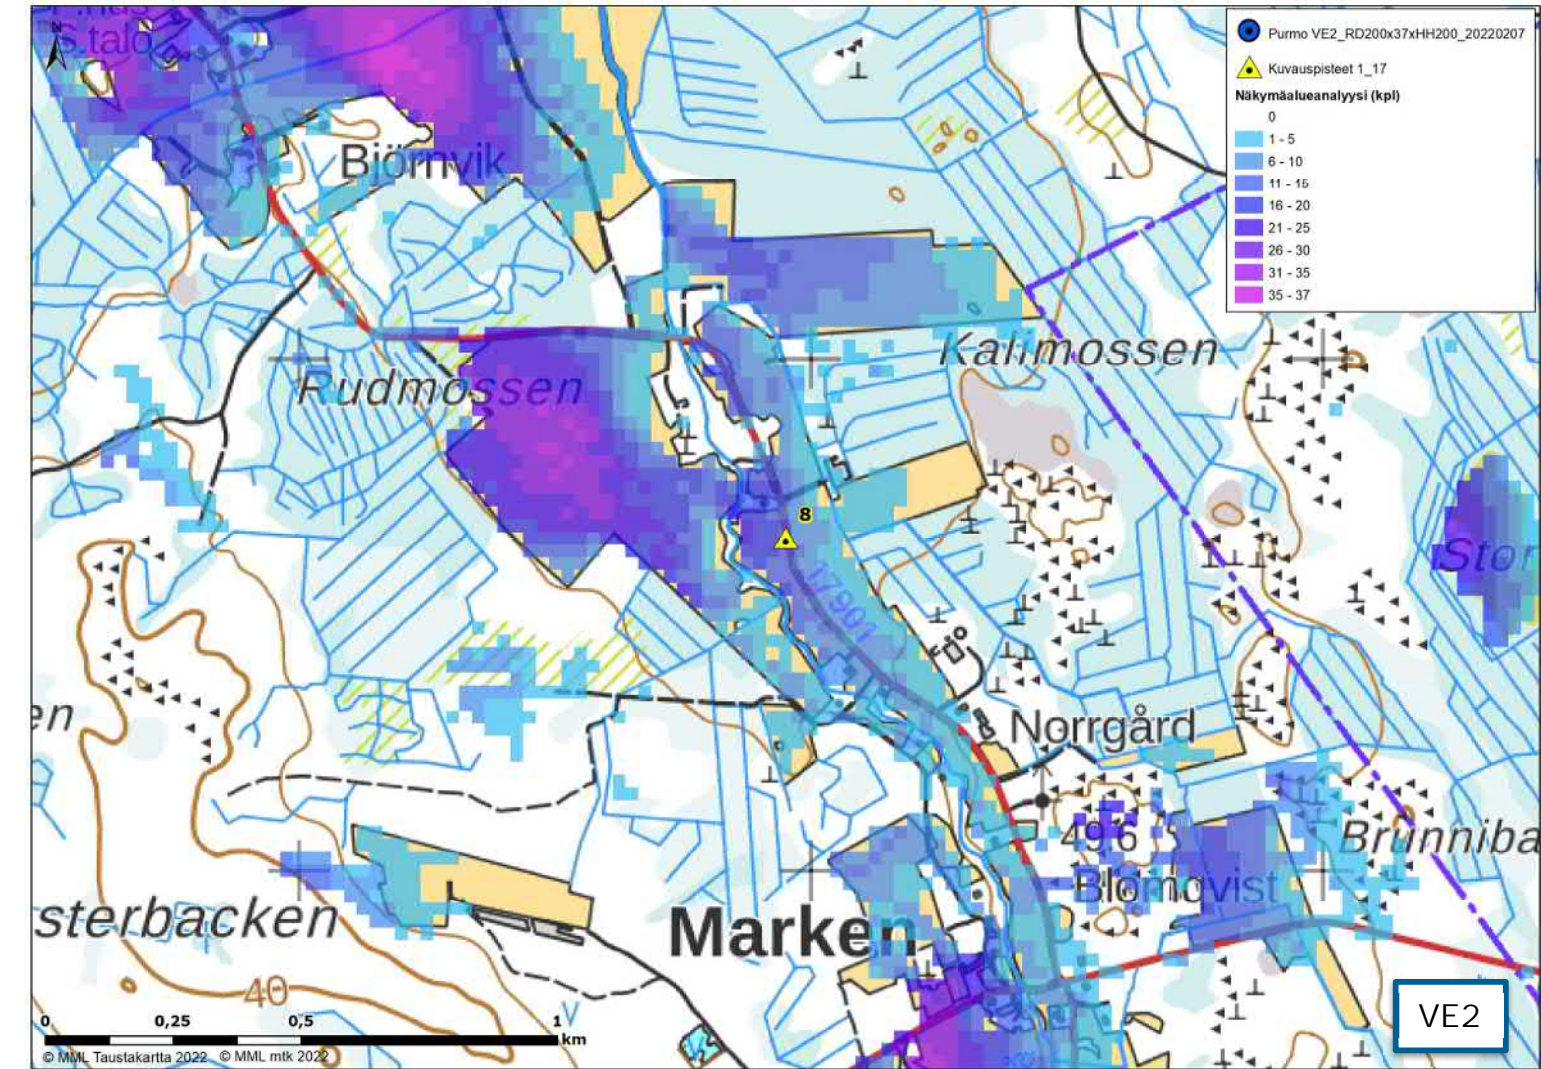 S.talo
N
Purmo VE2_RD200x37xHH200_20220207
Kuvauspisteet 1_17
Näkymäalueanalyysi (kpl)
0
1 - 5
6 - 10
11 - 15
16 - 20
21 - 25
26 - 30
31 - 35
35 - 37
Björnvik
Kalimossen
Rudmossen
8
Stor
17901
en
Norrgård
49.6
Brunniba
Blomqvist
sterbacken
Marken
40
VE2
0 0,25 0,5 1
km
© MML Taustakartta 2022 © MML mtk 2022